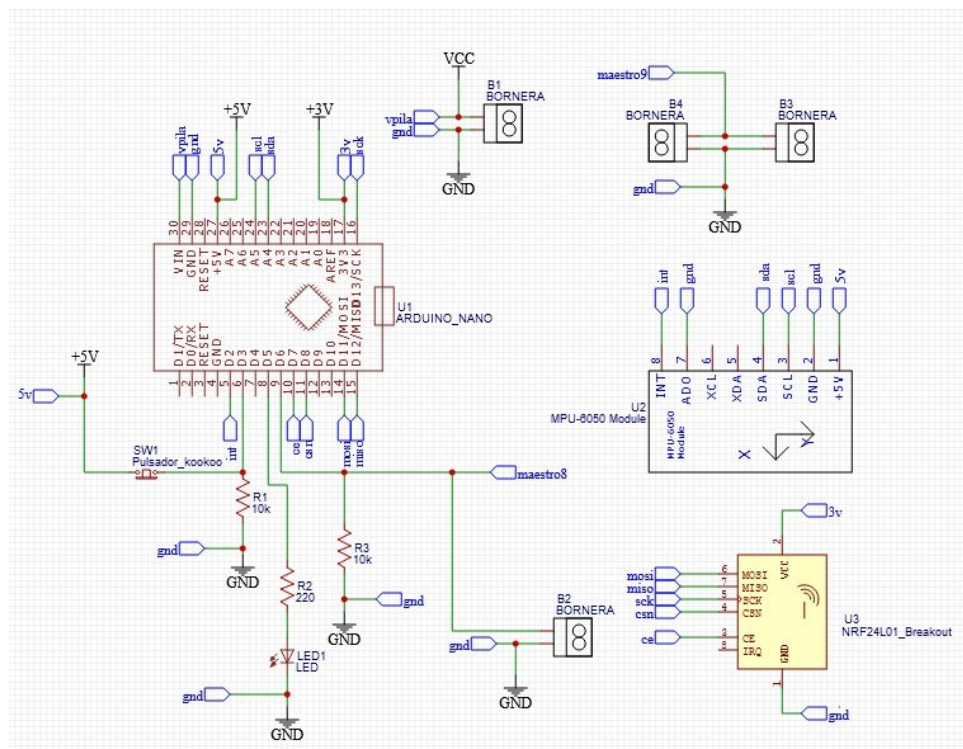 VCC
B1
BORNERA
vpila
gnd
GND
maestro9
B4
BORNERA
B3
BORNERA
gnd
GND
+5V
+3V
vpila
gnd
5v
scl
sda
3v
sck
30
29
28
27
26
25
24
23
22
21
20
19
18
17
16
VIN
GND
RESET
+5V
A7
A6
A5
A4
A3
A2
A1
A0
AREF
3V3
D13/SCK
U1
ARDUINO_NANO
D1/TX
D0/RX
RESET
GND
D2
D3
D4
D5
D6
D7
D8
D9
D10
D11/MOSI
D12/MISO
1
2
3
4
5
6
7
8
9
10
11
12
13
14
15
int
ce
csn
mosi
miso
+5V
5v
SW1
Pulsador_kookoo
R1
10k
gnd
GND
R2
220
LED1
LED
gnd
GND
R3
10k
gnd
GND
maestro8
B2
BORNERA
gnd
GND
int
gnd
sda
scl
gnd
5v
8
7
6
5
4
3
2
1
INT
ADO
XCL
XDA
SDA
SCL
GND
+5V
U2
MPU-6050 Module
MPU-6050
Module
X
Y
3v
2
VCC
mosi
miso
sck
csn
ce
6
7
5
4
3
8
MOSI
MISO
SCK
CSN
CE
IRQ
U3
NRF24L01_Breakout
GND
1
gnd